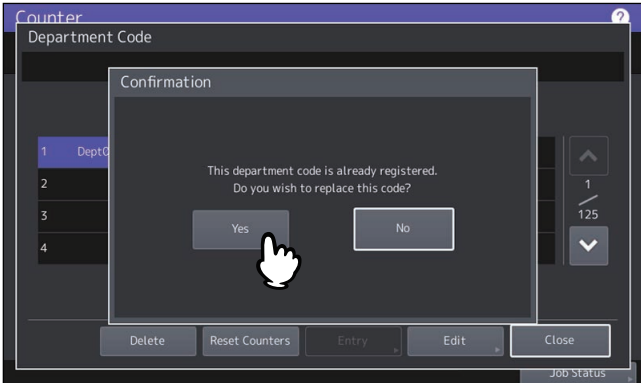 Counter
?
Department Code
Confirmation
1 Dept0
This department code is already registered.
Do you wish to replace this code?
2
1
3
125
Yes
No
4
Delete
Reset Counters
Entry
Edit
Close
Job Status